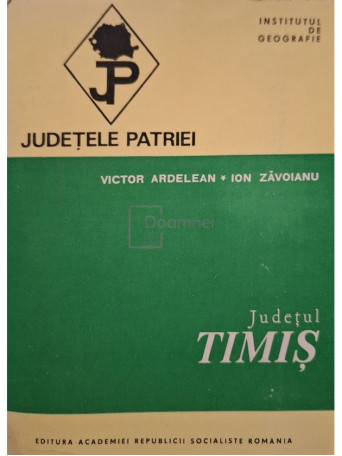 INSTITUTUL
DE
GEOGRAFIE
JP
JUDEȚELE PATRIEI
VICTOR ARDELEAN * ION ZĂVOIANU
Doamnei
Județul
TIMIȘ
EDITURA ACADEMIEI REPUBLICII SOCIALISTE ROMÂNIA